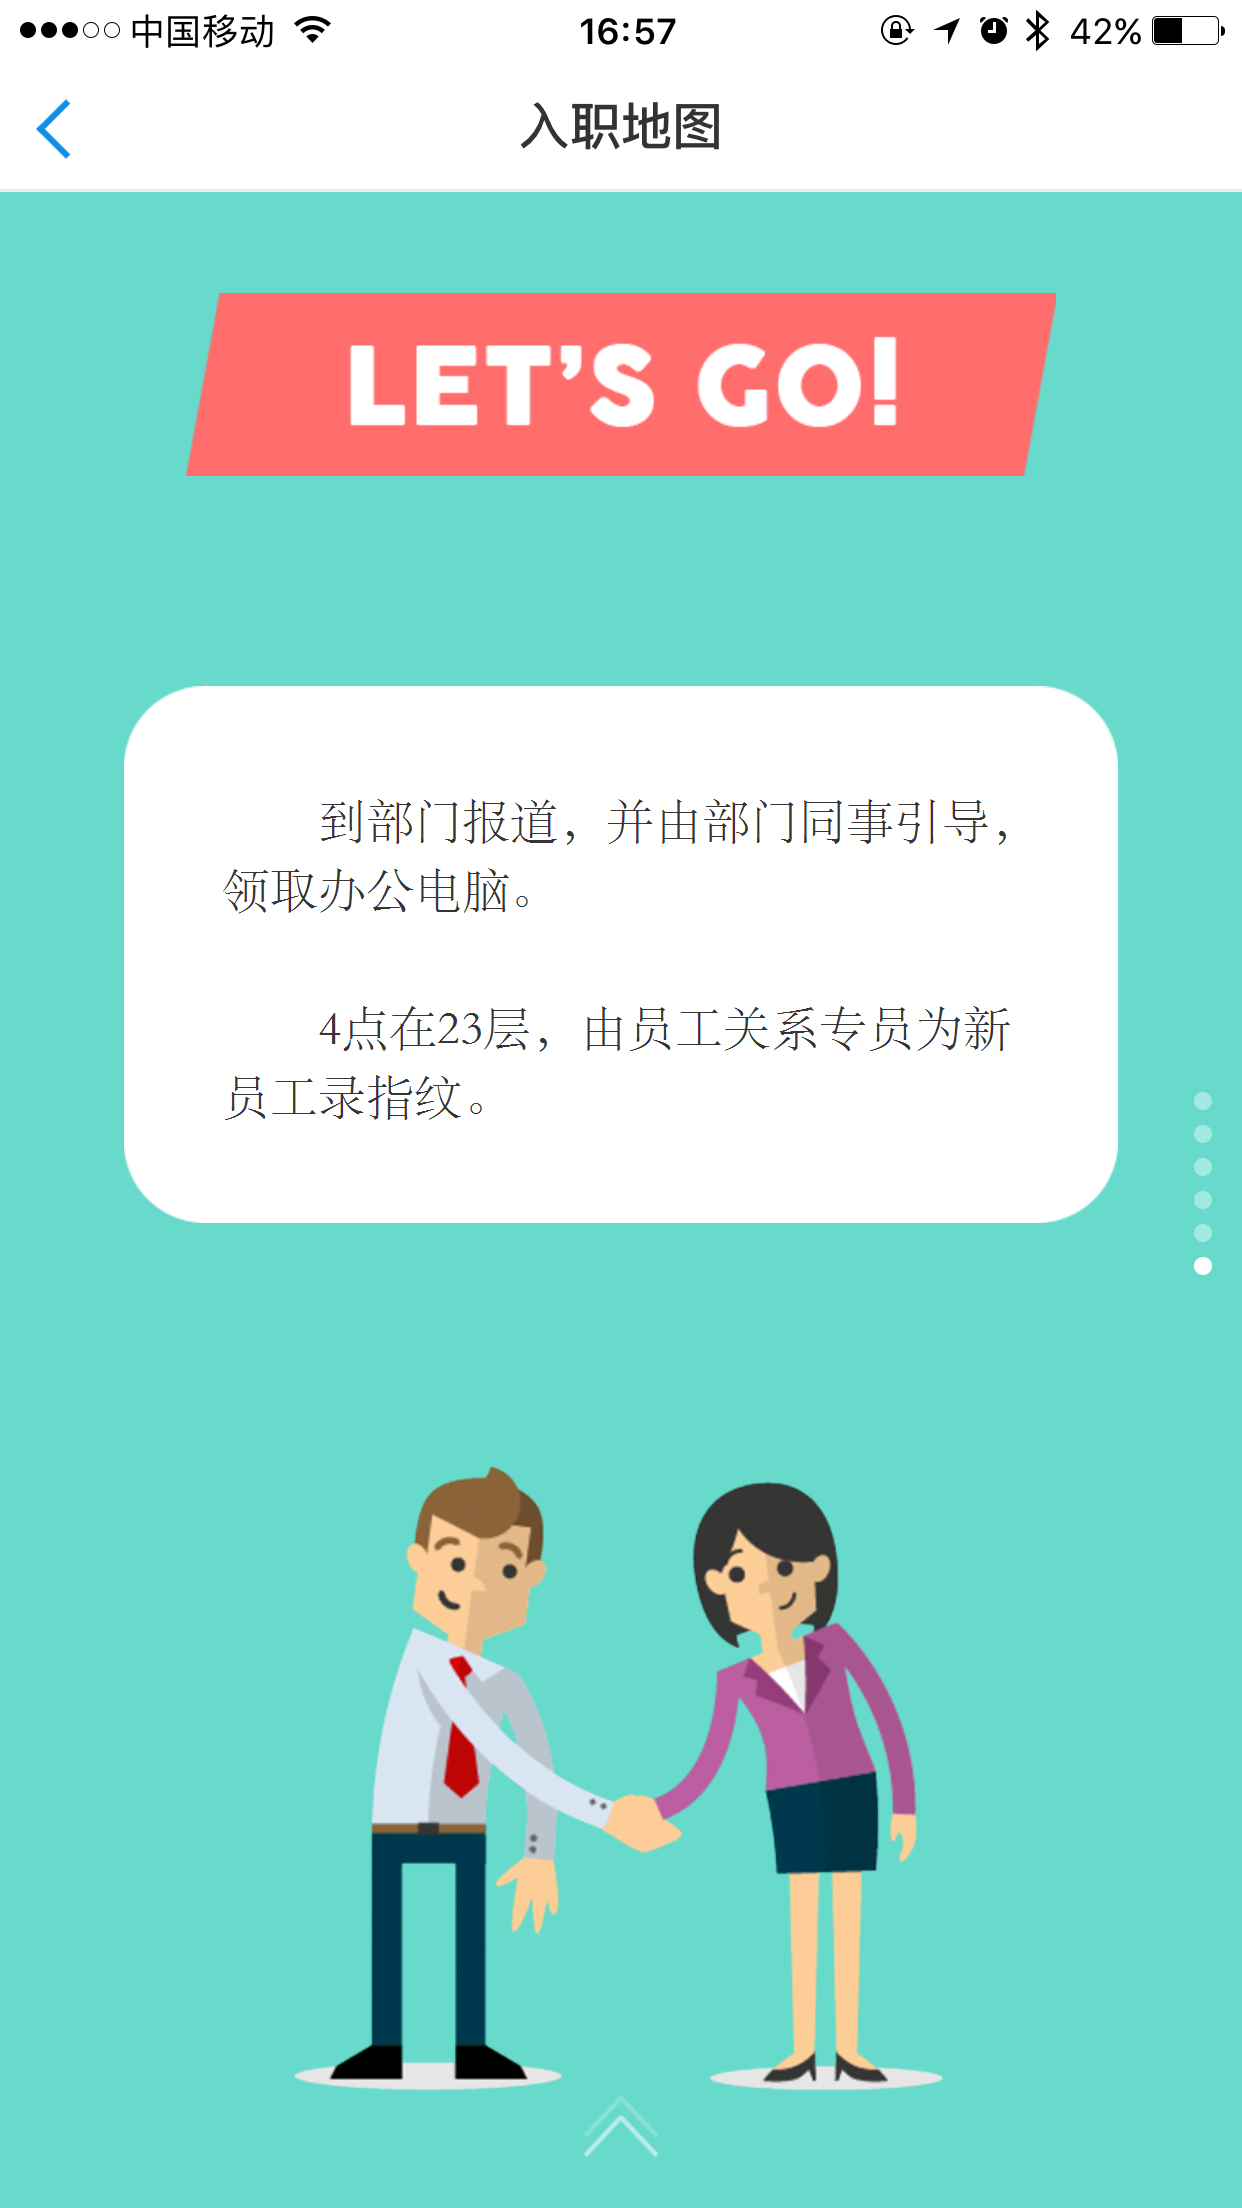 中国移动
16:57
42%
入职地图
LET'S GO!
到部门报道，并由部门同事引导，
领取办公电脑。
4点在23层，由员工关系专员为新
员工录指纹。